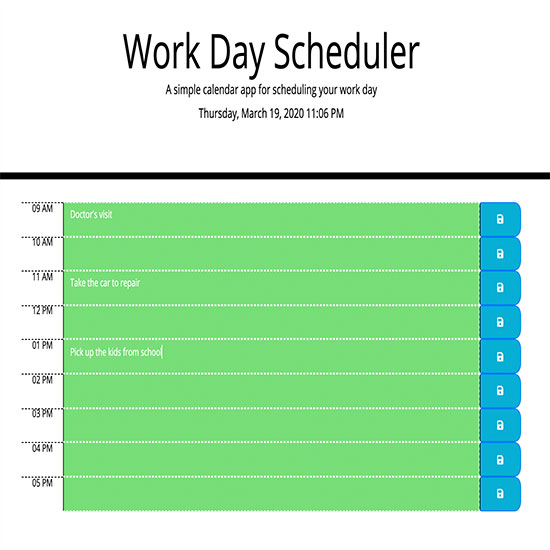 Work Day Scheduler
A simple calendar app for scheduling your work day
Thursday, March 19, 2020 11:06 PM
09 AM
Doctor's visit
10 AM
11 AM
Take the car to repair
12 PM
01 PM
Pick up the kids from school
02 PM
03 PM
04 PM
05 PM